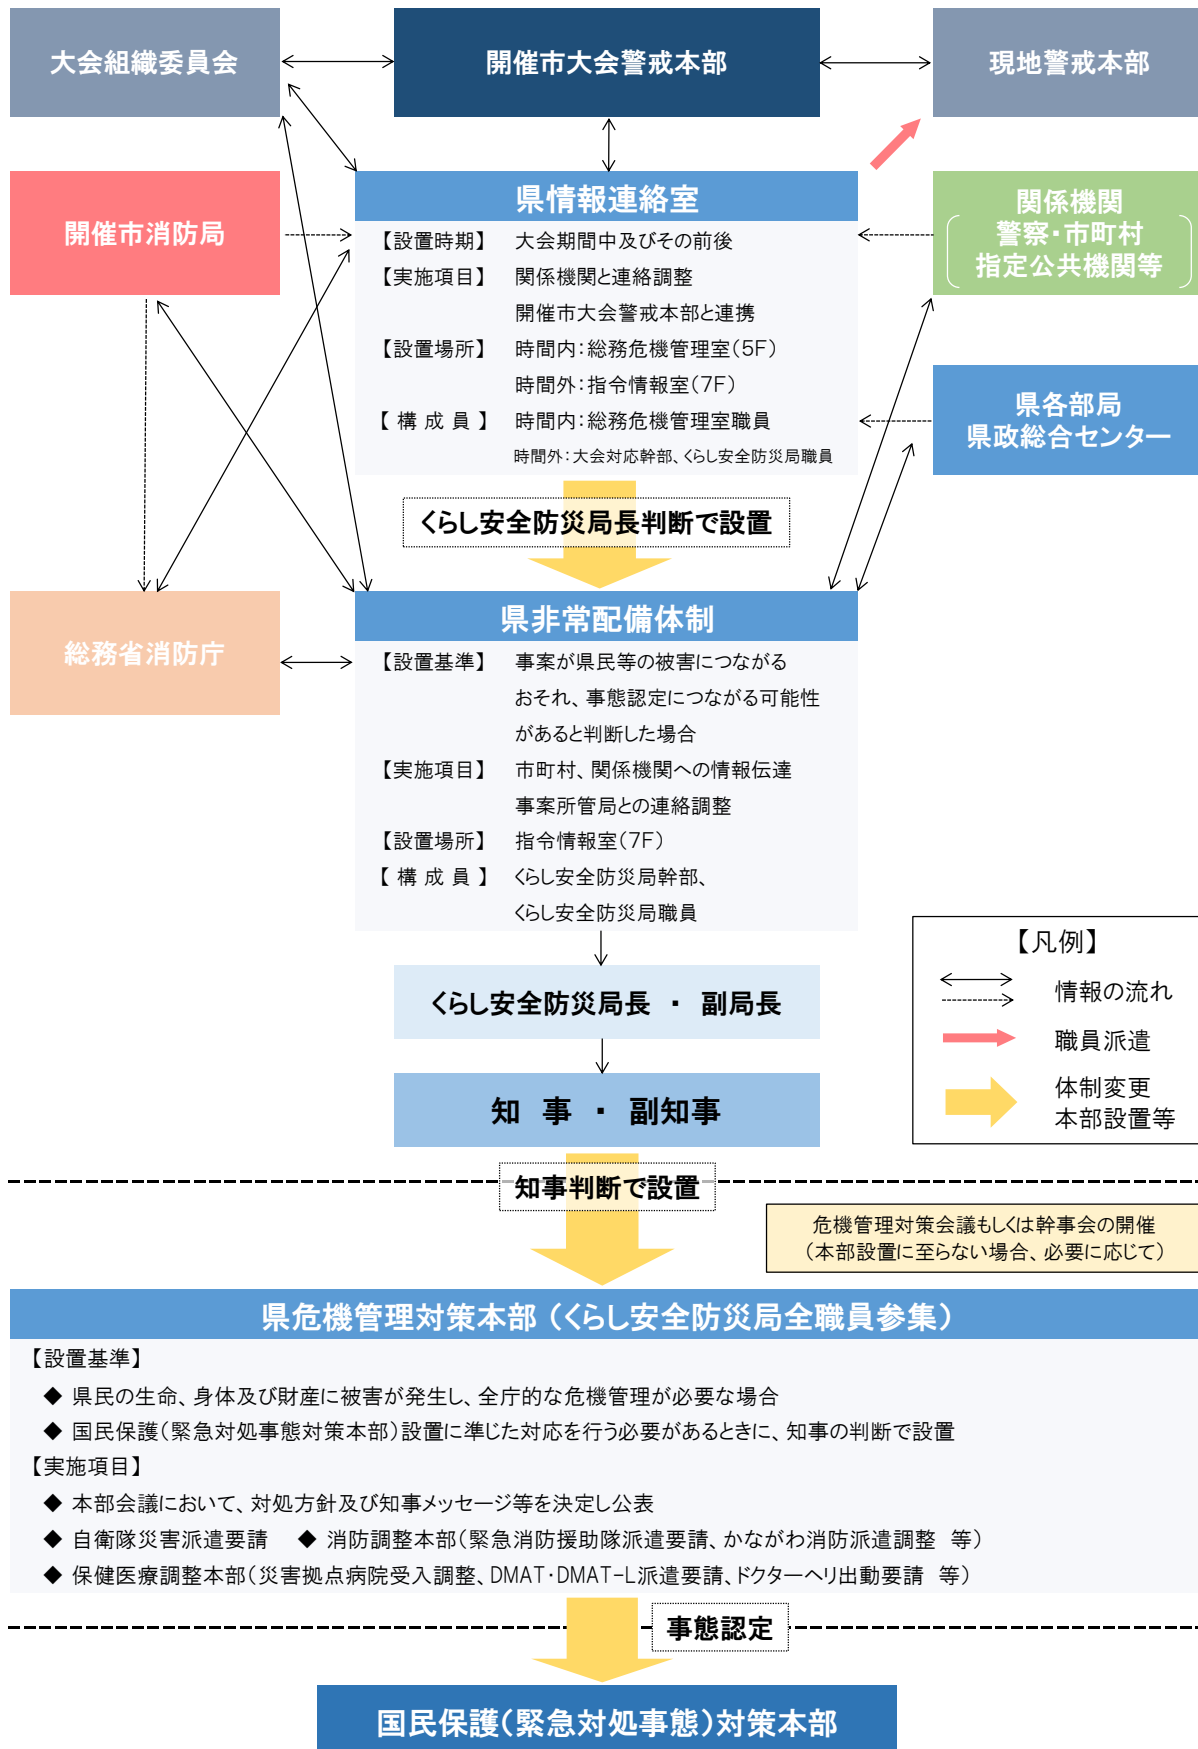 大会組織委員会
開催市大会警戒本部
現地警戒本部
開催市消防局
県情報連絡室
【設置時期】 大会期間中及びその前後
【実施項目】 関係機関と連絡調整
開催市大会警戒本部と連携
【設置場所】 時間内：総務危機管理室（5F）
時間外：指令情報室（7F）
【 構 成 員 】 時間内：総務危機管理室職員
時間外：大会対応幹部、くらし安全防災局職員
関係機関
警察・市町村
指定公共機関等
県各部局
県政総合センター
くらし安全防災局長判断で設置
総務省消防庁
県非常配備体制
【設置基準】 事案が県民等の被害につながる
おそれ、事態認定につながる可能性
があると判断した場合
【実施項目】 市町村、関係機関への情報伝達
事案所管局との連絡調整
【設置場所】 指令情報室（7F）
【 構 成 員 】 くらし安全防災局幹部、
くらし安全防災局職員
くらし安全防災局長 ・ 副局長
知 事 ・ 副知事
【凡例】
情報の流れ
職員派遣
体制変更
本部設置等
知事判断で設置
危機管理対策会議もしくは幹事会の開催
（本部設置に至らない場合、必要に応じて）
県危機管理対策本部（くらし安全防災局全職員参集）
【設置基準】
◆ 県民の生命、身体及び財産に被害が発生し、全庁的な危機管理が必要な場合
◆ 国民保護（緊急対処事態対策本部）設置に準じた対応を行う必要があるときに、知事の判断で設置
【実施項目】
◆ 本部会議において、対処方針及び知事メッセージ等を決定し公表
◆ 自衛隊災害派遣要請 ◆ 消防調整本部（緊急消防援助隊派遣要請、かながわ消防派遣調整 等）
◆ 保健医療調整本部（災害拠点病院受入調整、DMAT・DMAT-L派遣要請、ドクターヘリ出動要請 等）
事態認定
国民保護（緊急対処事態）対策本部